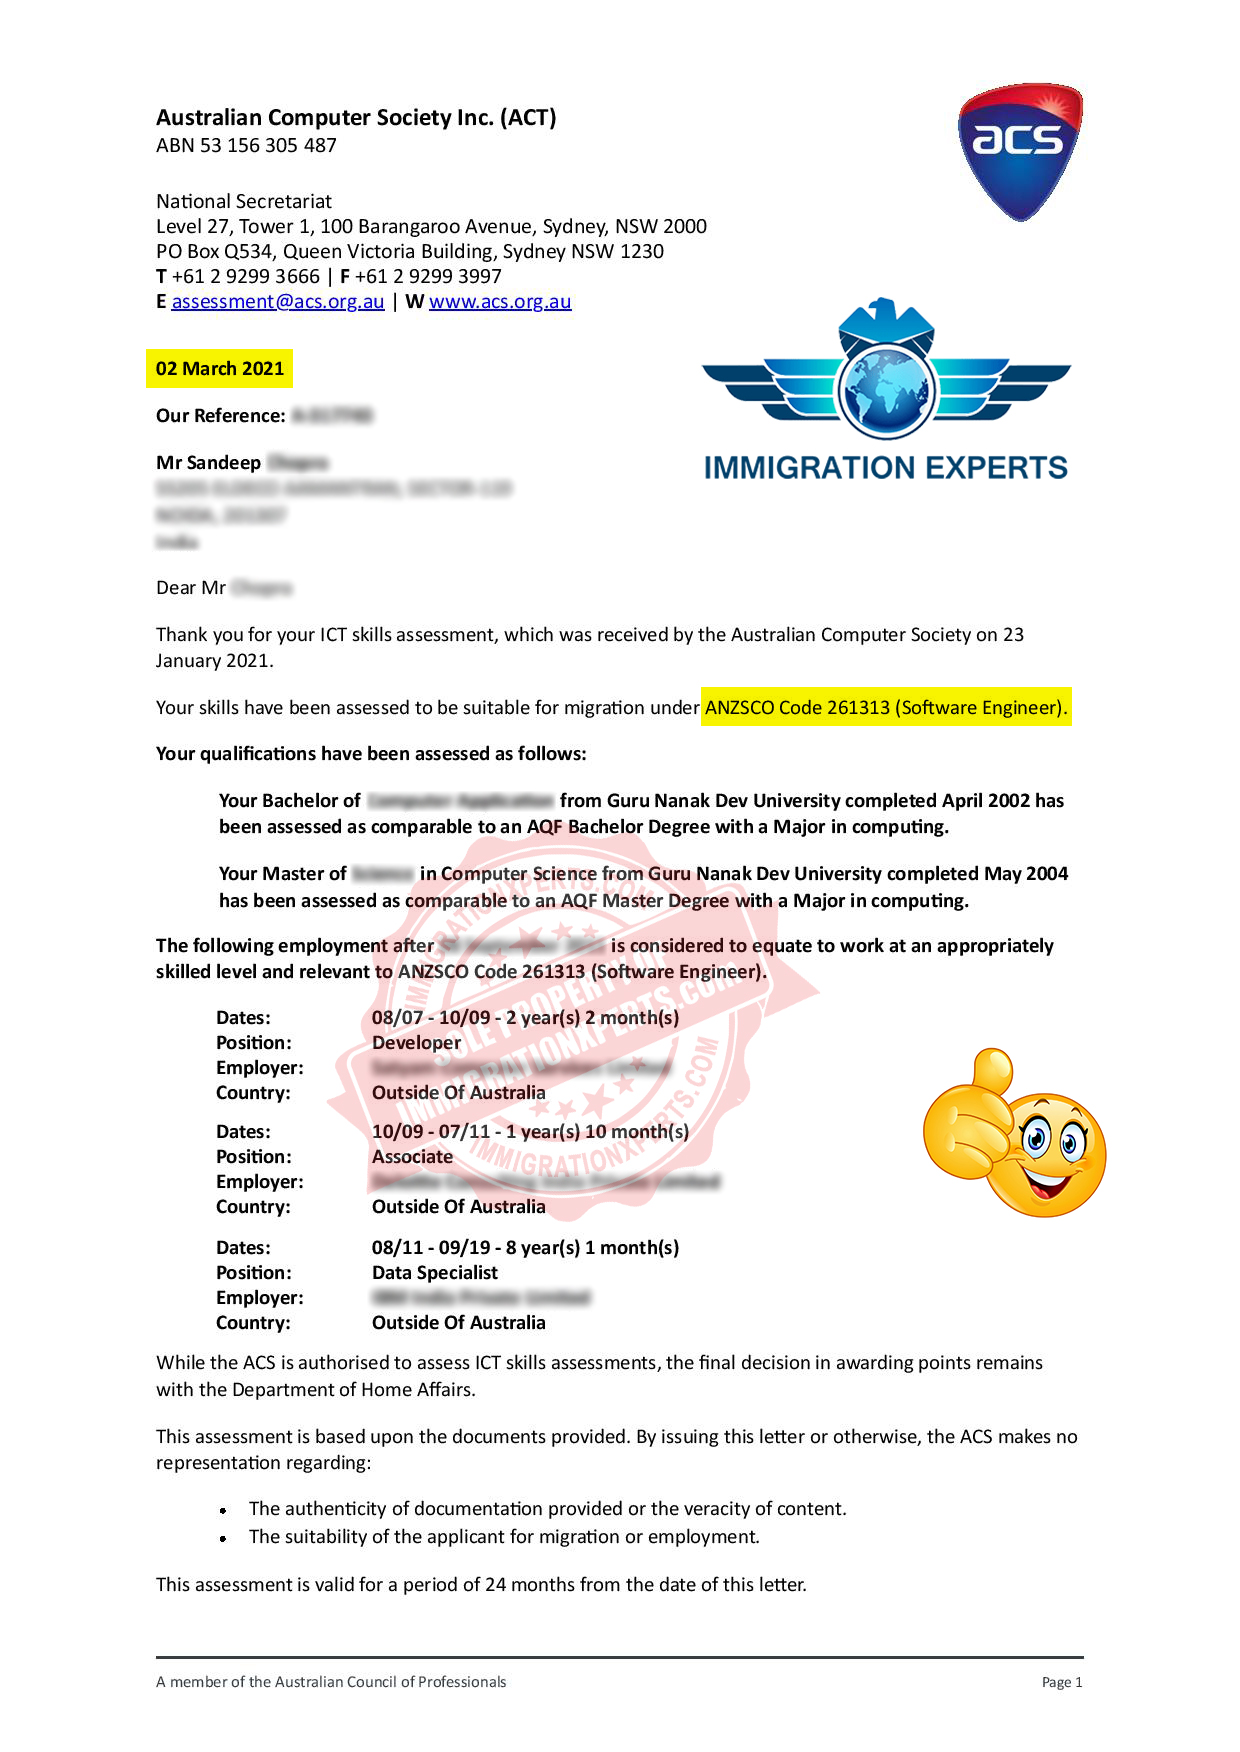 Australian Computer Society Inc. (ACT)
ABN 53 156 305 487
acs
National Secretariat
Level 27, Tower 1, 100 Barangaroo Avenue, Sydney, NSW 2000
PO Box Q534, Queen Victoria Building, Sydney NSW 1230
T +61 2 9299 3666 | F +61 2 9299 3997
E assessment@acs.org.au | W www.acs.org.au
02 March 2021
Our Reference:
IMMIGRATION EXPERTS
Mr Sandeep
Dear Mr
Thank you for your ICT skills assessment, which was received by the Australian Computer Society on 23
January 2021.
Your skills have been assessed to be suitable for migration under ANZSCO Code 261313 (Software Engineer).
Your qualifications have been assessed as follows:
Your Bachelor of from Guru Nanak Dev University completed April 2002 has
been assessed as comparable to an AQF Bachelor Degree with a Major in computing.
Your Master of in Computer Science from Guru Nanak Dev University completed May 2004
has been assessed as comparable to an AQF Master Degree with a Major in computing.
The following employment after is considered to equate to work at an appropriately
skilled level and relevant to ANZSCO Code 261313 (Software Engineer).
IMMIGRATIONXPERTS.COM
SOLE PROPERTY OF
IMMIGRATIONXPERTS.com
IMMIGRATIONXPERTS.COM
Dates: 08/07 - 10/09 - 2 year(s) 2 month(s)
Position: Developer
Employer:
Country: Outside Of Australia
Dates: 10/09 - 07/11 - 1 year(s) 10 month(s)
Position: Associate
Employer:
Country: Outside Of Australia
Dates: 08/11 - 09/19 - 8 year(s) 1 month(s)
Position: Data Specialist
Employer:
Country: Outside Of Australia
While the ACS is authorised to assess ICT skills assessments, the final decision in awarding points remains
with the Department of Home Affairs.
This assessment is based upon the documents provided. By issuing this letter or otherwise, the ACS makes no
representation regarding:
• The authenticity of documentation provided or the veracity of content.
• The suitability of the applicant for migration or employment.
This assessment is valid for a period of 24 months from the date of this letter.
A member of the Australian Council of Professionals
Page 1